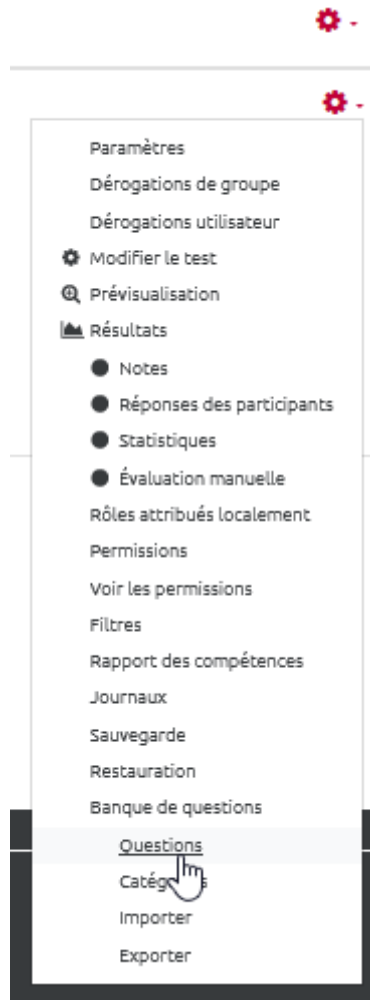 Paramètres
Dérogations de groupe
Dérogations utilisateur
Modifier le test
Prévisualisation
Résultats
Notes
Réponses des participants
Statistiques
Évaluation manuelle
Rôles attribués localement
Permissions
Voir les permissions
Filtres
Rapport des compétences
Journaux
Sauvegarde
Restauration
Banque de questions
Questions
Importer
Exporter